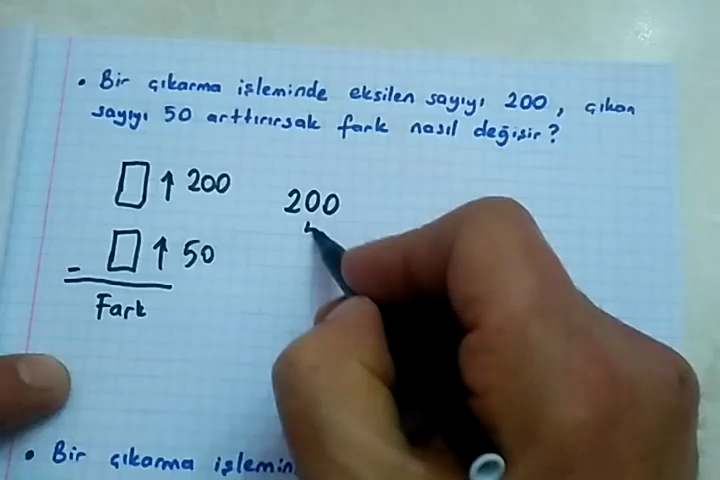 • Bir çıkarma işleminde eksilen sayıyı 200, çıkan
sayıyı 50 arttırırsak fark nasıl değişir?
↑ 200
200
- ↑ 50
Fark
• Bir çıkarma